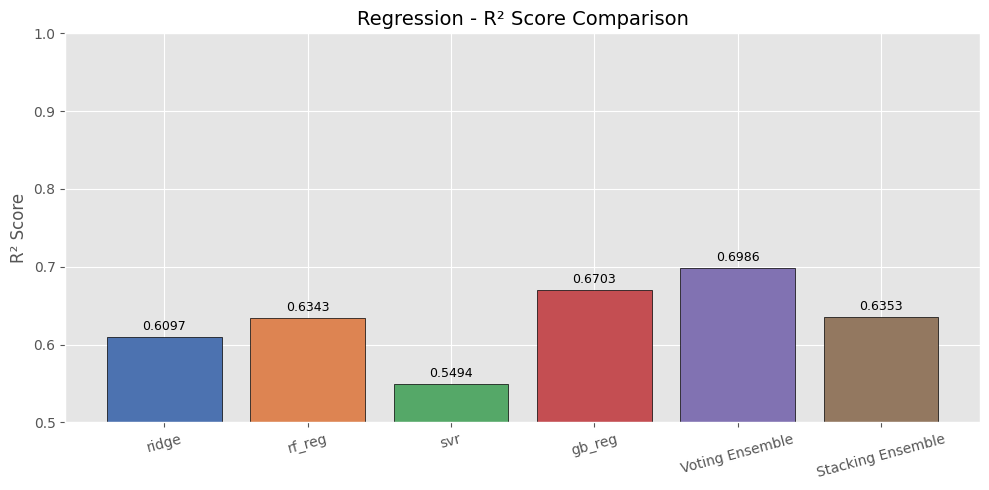 Regression - R² Score Comparison
R² Score
1.0
0.9
0.8
0.7
0.6
0.5
0.6097
0.6343
0.5494
0.6703
0.6986
0.6353
ridge
rf_reg
svr
gb_reg
Voting Ensemble
Stacking Ensemble